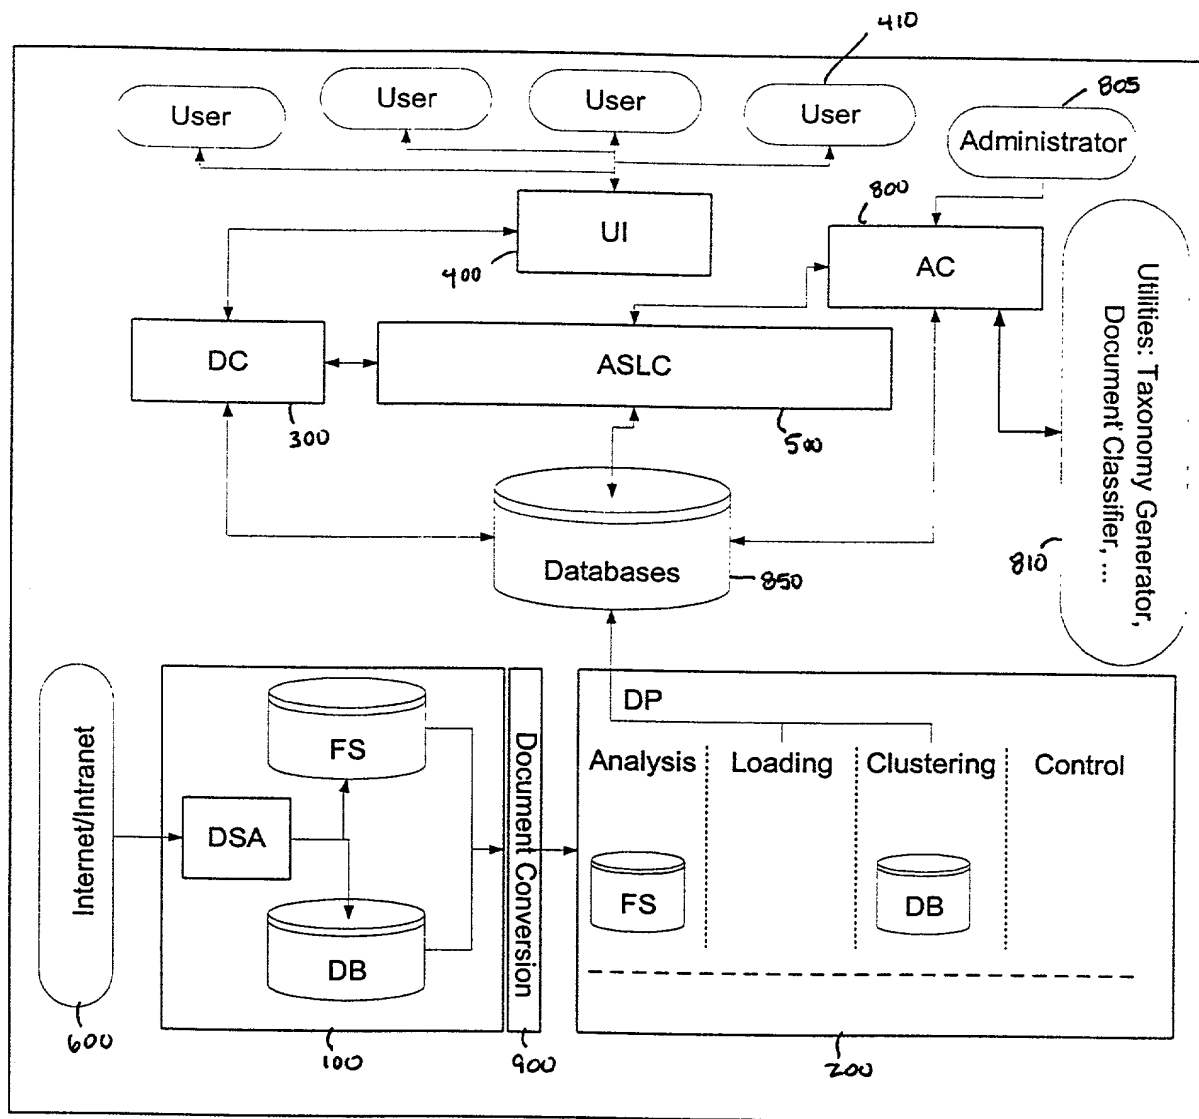 410
User
User
User
User
805
Administrator
800
UI
400
AC
Utilities: Taxonomy Generator,
Document Classifier, ...
810
DC
300
ASLC
500
Databases
850
Internet/Intranet
600
DSA
FS
DB
100
Document Conversion
900
DP
Analysis
Loading
Clustering
Control
FS
DB
200